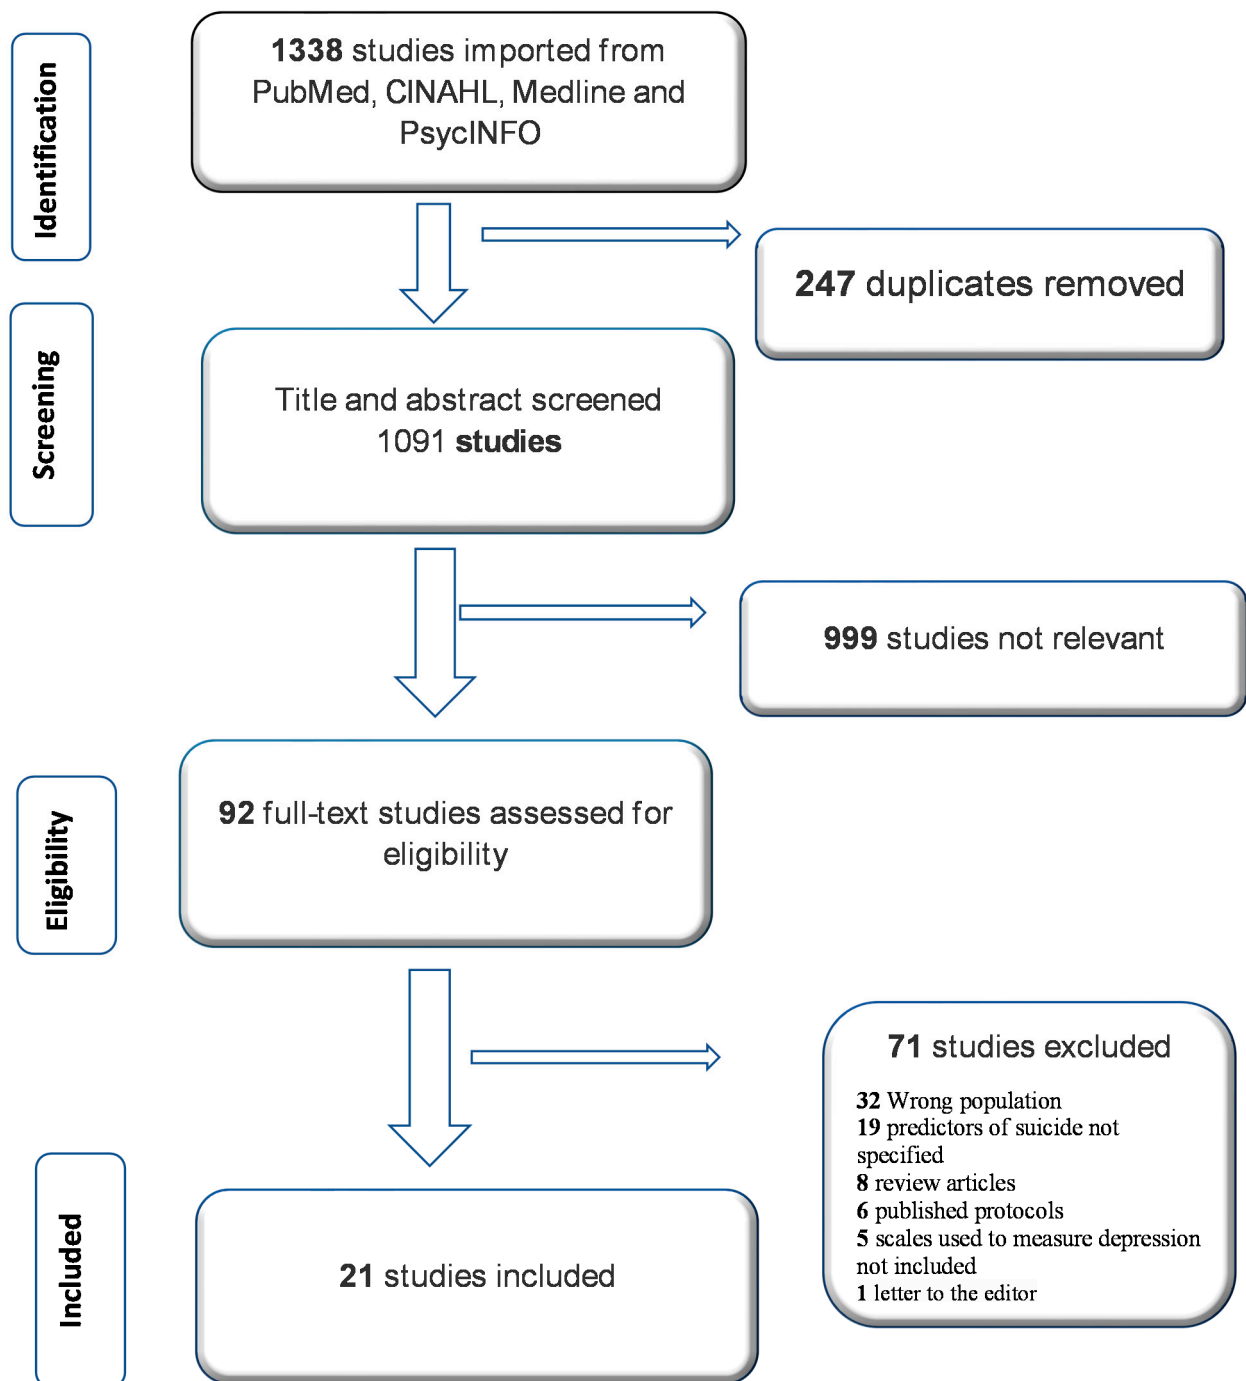 Identification
1338 studies imported from
PubMed, CINAHL, Medline and
PsycINFO
247 duplicates removed
Screening
Title and abstract screened
1091 studies
999 studies not relevant
Eligibility
92 full-text studies assessed for
eligibility
71 studies excluded
32 Wrong population
19 predictors of suicide not
specified
8 review articles
6 published protocols
5 scales used to measure depression
not included
1 letter to the editor
Included
21 studies included